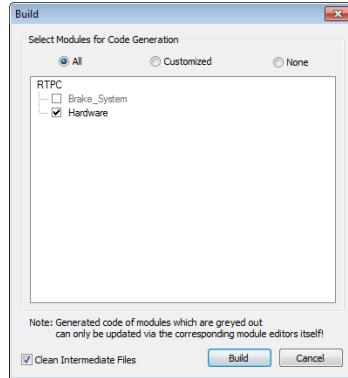 Build
Select Modules for Code Generation
All Customized None
RTPC
Brake_System
Hardware
Note: Generated code of modules which are greyed out
can only be updated via the corresponding module editors itself!
Clean Intermediate Files Build Cancel